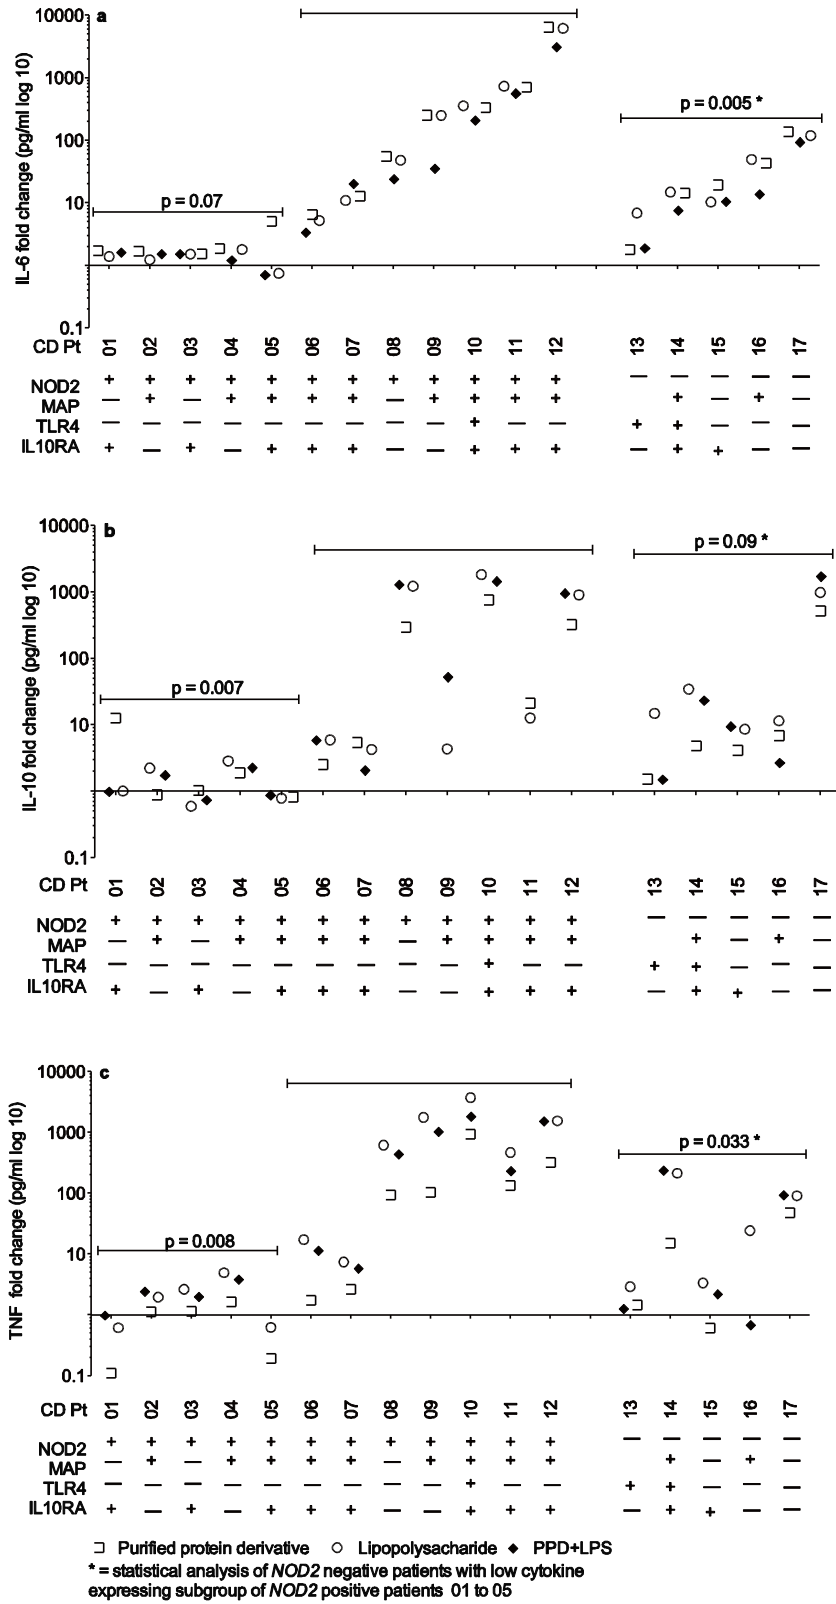 a
10000
1000
100
10
0.1
IL-6 fold change (pg/ml log 10)
p = 0.07
p = 0.005 *
CD Pt 01 02 03 04 05 06 07 08 09 10 11 12 13 14 15 16 17
NOD2 + + + + + + + + + + + + — — — — —
MAP — + — + + + + — + + + + + — + —
TLR4 — — — — — — — — — + — — + + — — —
IL10RA + — + — + + + — — + + + — + + — —
b
10000
1000
100
10
0.1
IL-10 fold change (pg/ml log 10)
p = 0.007
p = 0.09 *
CD Pt 01 02 03 04 05 06 07 08 09 10 11 12 13 14 15 16 17
NOD2 + + + + + + + + + + + + — — — — —
MAP — + — + + + + — + + + + + — + —
TLR4 — — — — — — — — — + — — + + — — —
IL10RA + — + — + + + — — + + + — + + — —
c
10000
1000
100
10
0.1
TNF fold change (pg/ml log 10)
p = 0.008
p = 0.033 *
CD Pt 01 02 03 04 05 06 07 08 09 10 11 12 13 14 15 16 17
NOD2 + + + + + + + + + + + + — — — — —
MAP — + — + + + + — + + + + + — + —
TLR4 — — — — — — — — — + — — + + — — —
IL10RA + — + — + + + — — + + + — + + — —
Purified protein derivative Lipopolysacharide PPD+LPS
* = statistical analysis of NOD2 negative patients with low cytokine
expressing subgroup of NOD2 positive patients 01 to 05